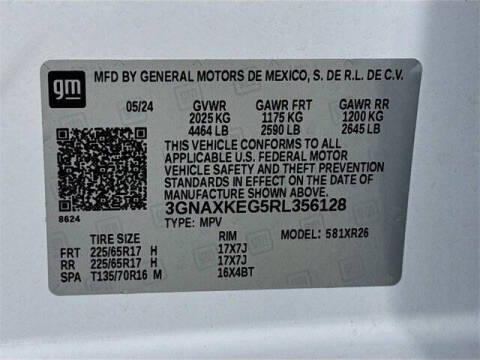 gm MFD BY GENERAL MOTORS DE MEXICO, S. DE R.L. DE C.V.
05/24 GVWR GAWR FRT GAWR RR
2025 KG 1175 KG 1200 KG
4464 LB 2590 LB 2645 LB
THIS VEHICLE CONFORMS TO ALL
APPLICABLE U.S. FEDERAL MOTOR
VEHICLE SAFETY AND THEFT PREVENTION
STANDARDS IN EFFECT ON THE DATE OF
MANUFACTURE SHOWN ABOVE.
8624 3GNAXKEG5RL356128
TYPE: MPV
TIRE SIZE RIM MODEL: 581XR26
FRT 225/65R17 H 17X7J
RR 225/65R17 H 17X7J
SPA T135/70R16 M 16X4BT